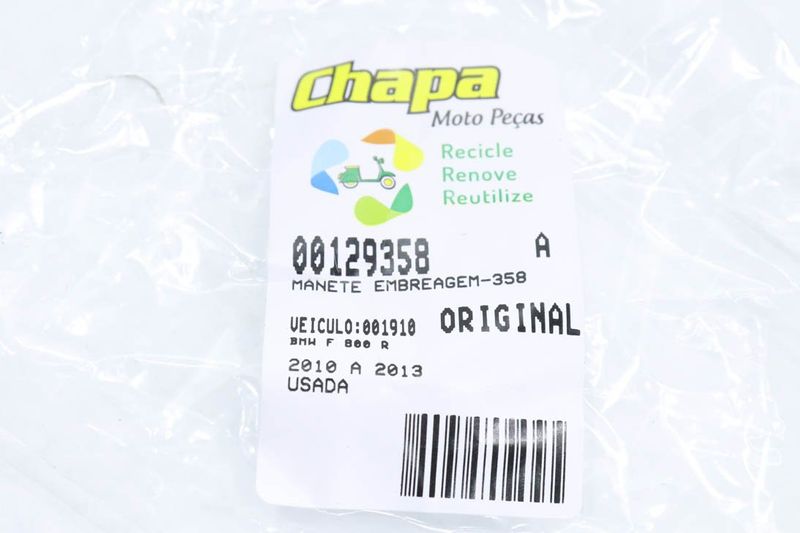 Chapa
Moto Peças
Recicle
Renove
Reutilize
00129358 A
MANETE EMBREAGEM-358
VEICULO:001910 ORIGINAL
BMW F 800 R
2010 A 2013
USADA